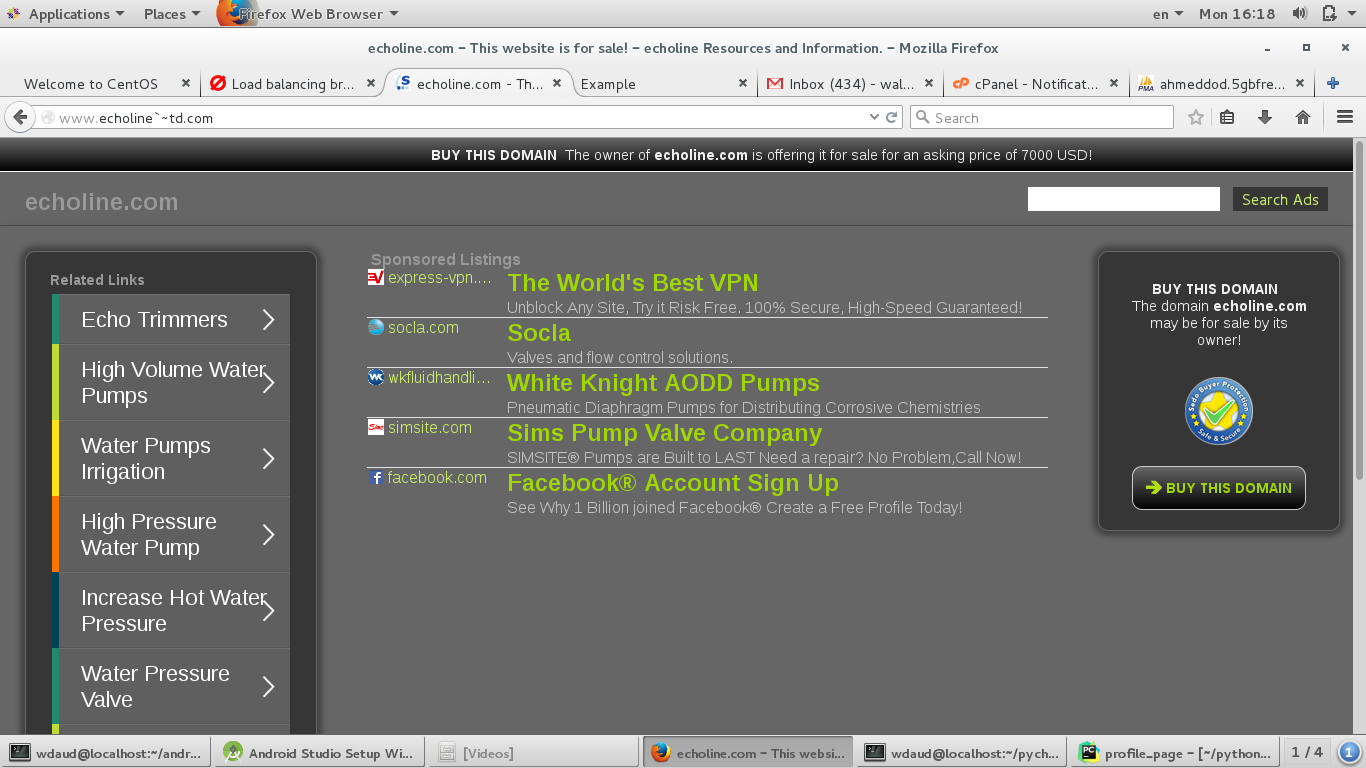 Applications Places Firefox Web Browser en Mon 16:18
echoline.com – This website is for sale! – echoline Resources and Information. – Mozilla Firefox
Welcome to CentOS Load balancing br... echoline.com - Th... Example Inbox (434) - wal... cPanel - Notificat... ahmeddod.5gbfre...
www.echoline`~td.com Search
BUY THIS DOMAIN The owner of echoline.com is offering it for sale for an asking price of 7000 USD!
echoline.com Search Ads
Related Links
Echo Trimmers
High Volume Water
Pumps
Water Pumps
Irrigation
High Pressure
Water Pump
Increase Hot Water
Pressure
Water Pressure
Valve
Sponsored Listings
express-vpn.... The World's Best VPN
Unblock Any Site, Try it Risk Free. 100% Secure, High-Speed Guaranteed!
socla.com Socla
Valves and flow control solutions.
wkfluidhandli... White Knight AODD Pumps
Pneumatic Diaphragm Pumps for Distributing Corrosive Chemistries
simsite.com Sims Pump Valve Company
SIMSITE® Pumps are Built to LAST Need a repair? No Problem,Call Now!
facebook.com Facebook® Account Sign Up
See Why 1 Billion joined Facebook® Create a Free Profile Today!
BUY THIS DOMAIN
The domain echoline.com
may be for sale by its
owner!
Sedo Buyer Protection
Safe & Secure
BUY THIS DOMAIN
wdaud@localhost:~/andr... Android Studio Setup Wi... [Videos] echoline.com – This websi... wdaud@localhost:~/pych... profile_page – [~/python... 1 / 4 1